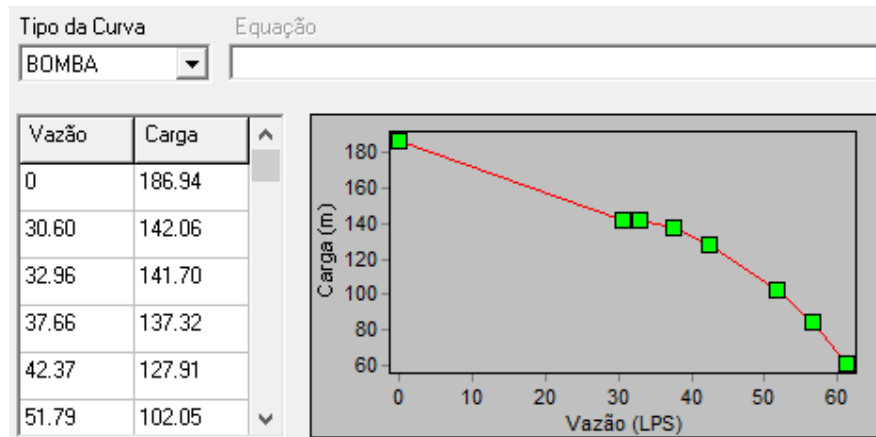 Tipo da Curva Equação
BOMBA
Vazão Carga
0 186.94
30.60 142.06
32.96 141.70
37.66 137.32
42.37 127.91
51.79 102.05
Carga (m)
180
160
140
120
100
80
60
0 10 20 30 40 50 60
Vazão (LPS)